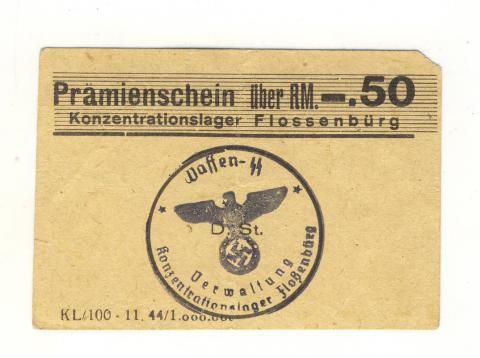 Prämienschein über RM. -.50
Konzentrationslager Flossenbürg
Waffen-SS
D. St.
Verwaltung
Konzentrationslager Floßenbürg
KL/100 - 11. 44/1.000.000